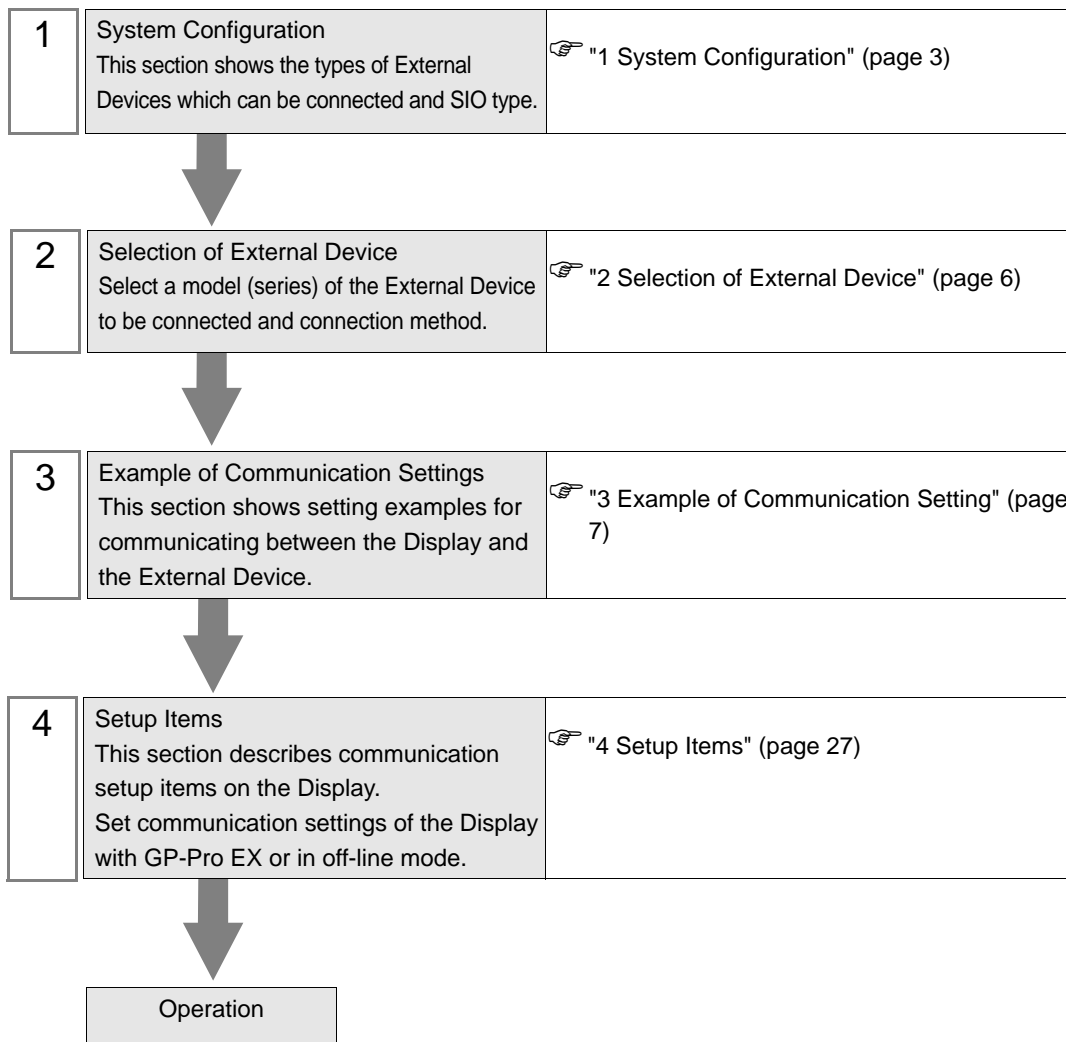 1
System Configuration
This section shows the types of External
Devices which can be connected and SIO type.
"1 System Configuration" (page 3)
2
Selection of External Device
Select a model (series) of the External Device
to be connected and connection method.
"2 Selection of External Device" (page 6)
3
Example of Communication Settings
This section shows setting examples for
communicating between the Display and
the External Device.
"3 Example of Communication Setting" (page
7)
4
Setup Items
This section describes communication
setup items on the Display.
Set communication settings of the Display
with GP-Pro EX or in off-line mode.
"4 Setup Items" (page 27)
Operation